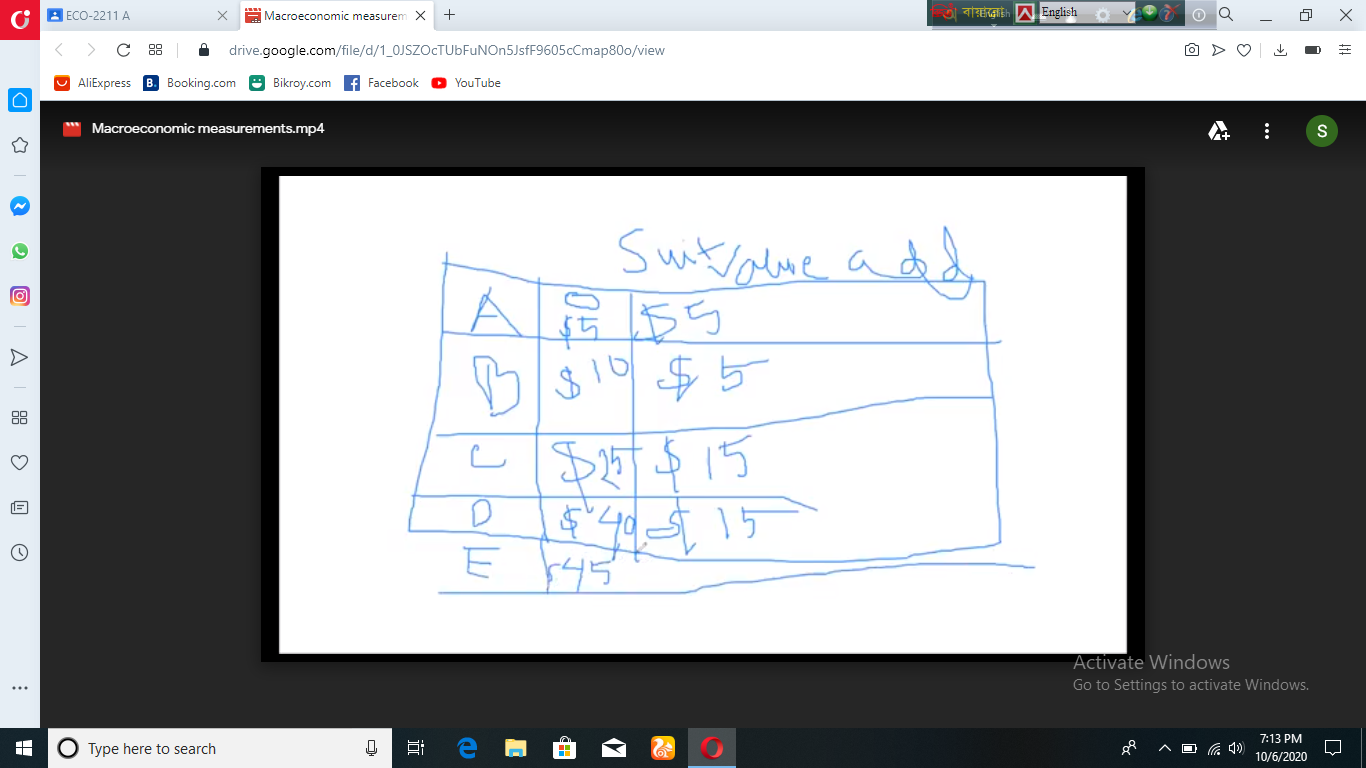 ECO-2211 A
Macroeconomic measurem
বায়ান্নো
English
English
drive.google.com/file/d/1_0JSZOcTUbFuNOn5JsfF9605cCmap80o/view
AliExpress Booking.com Bikroy.com Facebook YouTube
Macroeconomic measurements.mp4
S
Suit value add
A $5 $5
B $10 $5
C $25 $15
D $40 $15
E $45
Activate Windows
Go to Settings to activate Windows.
Type here to search
7:13 PM
10/6/2020